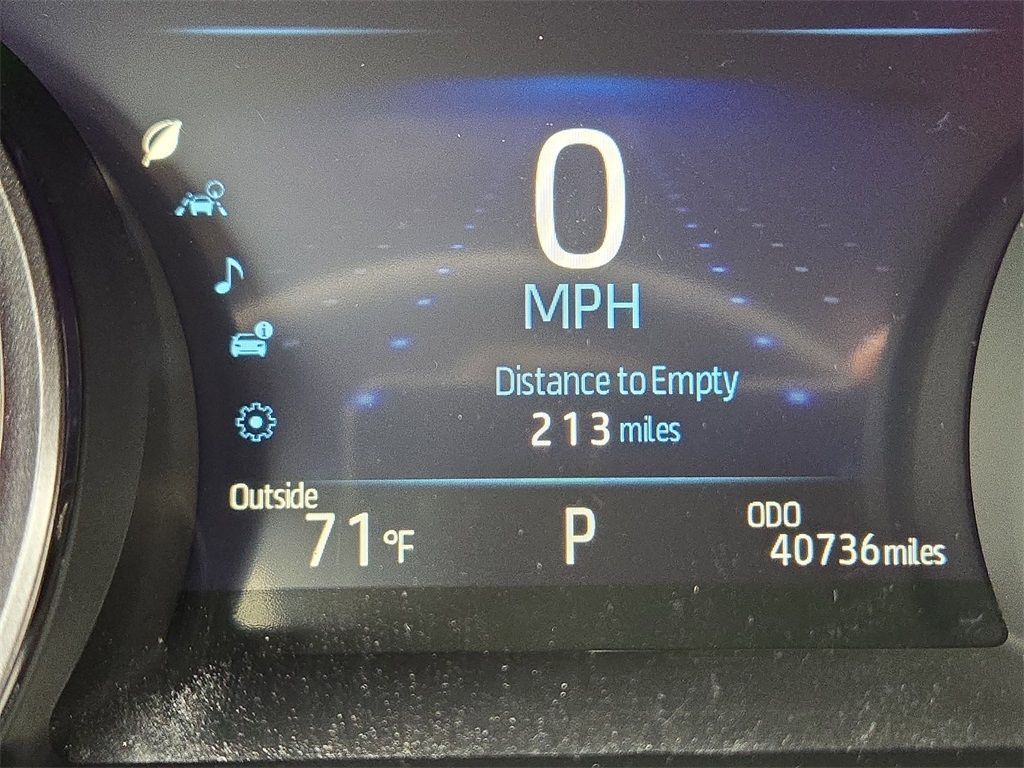 0
MPH
Distance to Empty
213 miles
Outside
71°F
P
ODO
40736 miles